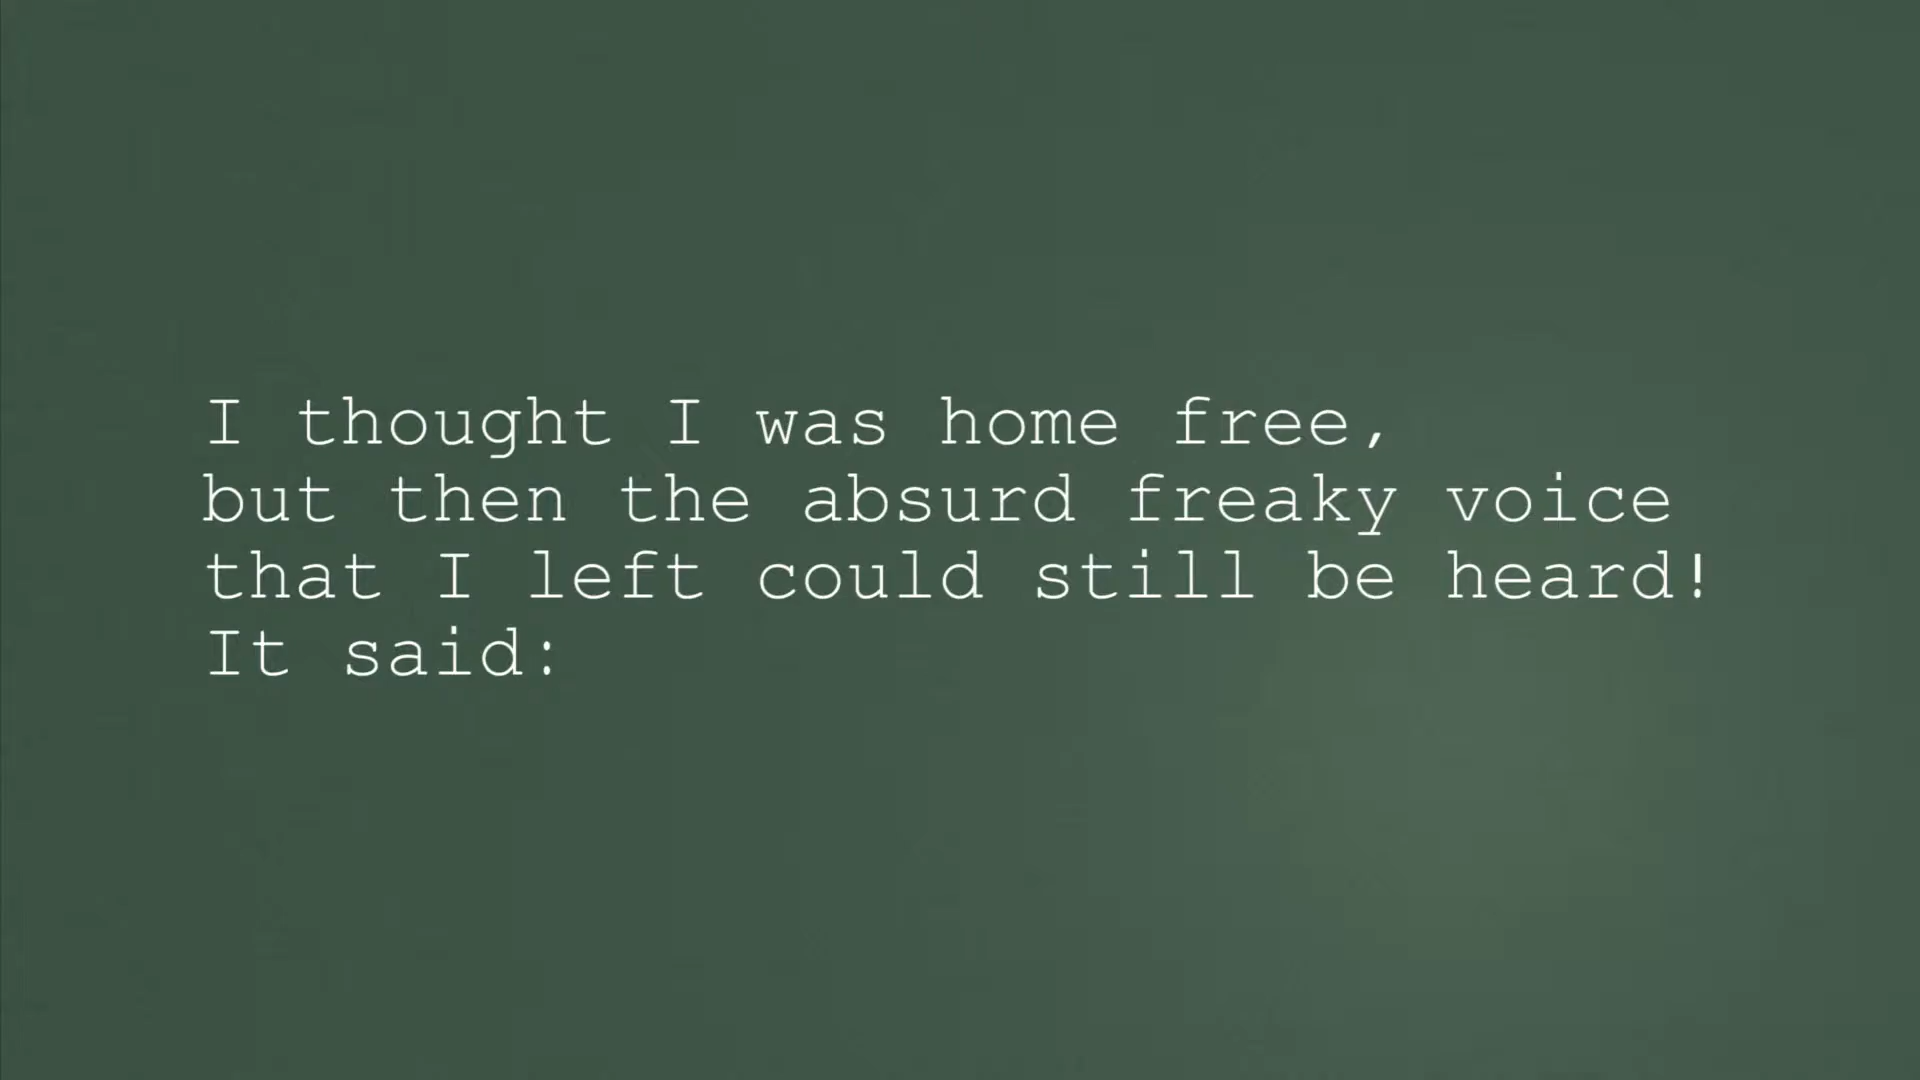 I thought I was home free,
but then the absurd freaky voice
that I left could still be heard!
It said: